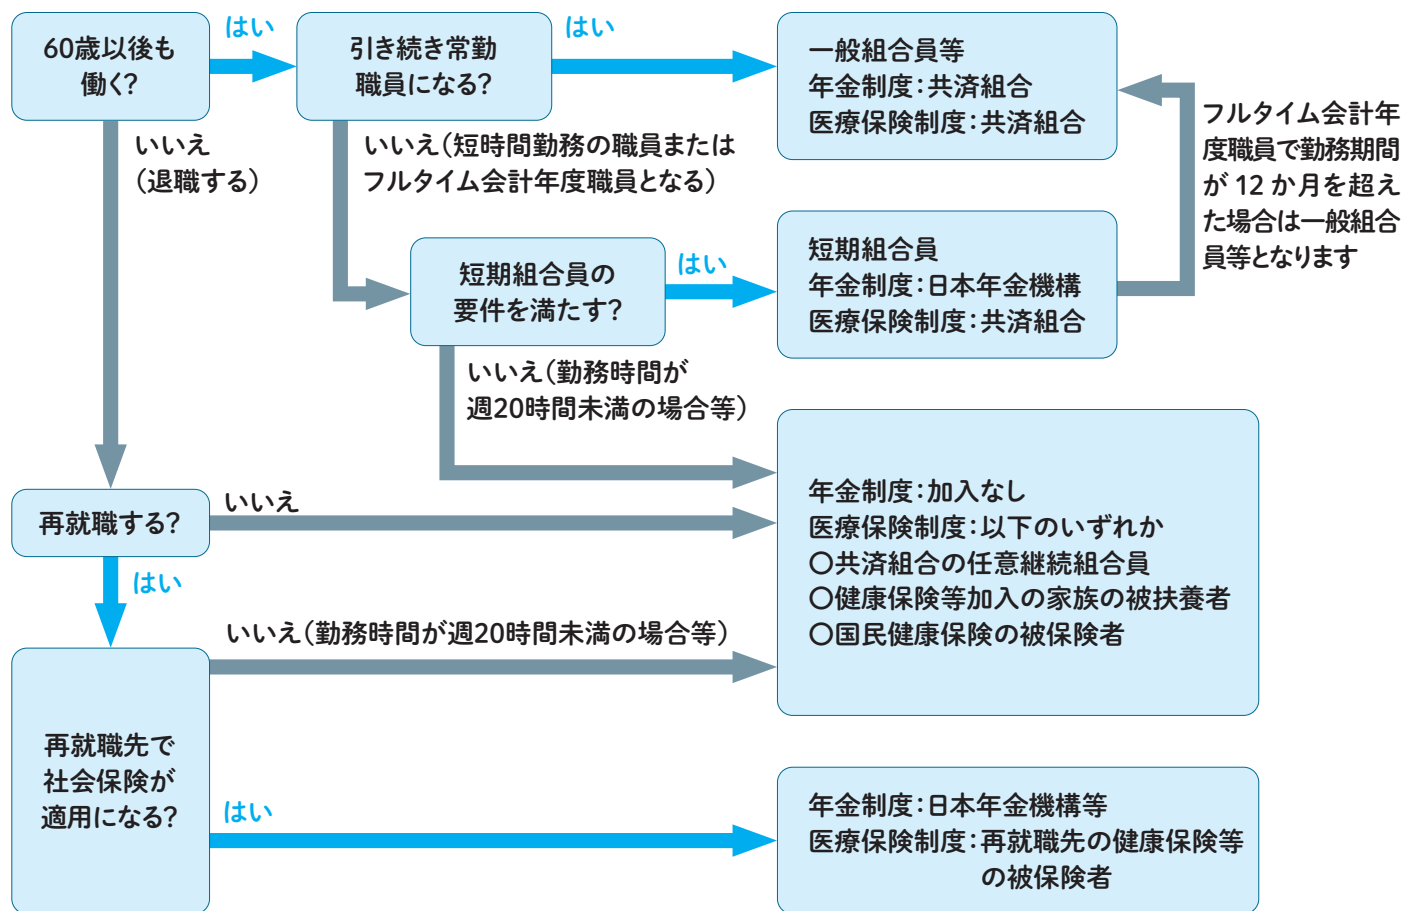 60歳以後も
働く?
はい
引き続き常勤
職員になる?
はい
一般組合員等
年金制度：共済組合
医療保険制度：共済組合
フルタイム会計年
度職員で勤務期間
が 12 か月を超え
た場合は一般組合
員等となります
いいえ
（退職する）
いいえ（短時間勤務の職員または
フルタイム会計年度職員となる）
短期組合員の
要件を満たす?
はい
短期組合員
年金制度：日本年金機構
医療保険制度：共済組合
いいえ（勤務時間が
週20時間未満の場合等）
再就職する?
いいえ
年金制度：加入なし
医療保険制度：以下のいずれか
〇共済組合の任意継続組合員
〇健康保険等加入の家族の被扶養者
〇国民健康保険の被保険者
はい
いいえ（勤務時間が週20時間未満の場合等）
再就職先で
社会保険が
適用になる?
はい
年金制度：日本年金機構等
医療保険制度：再就職先の健康保険等
の被保険者